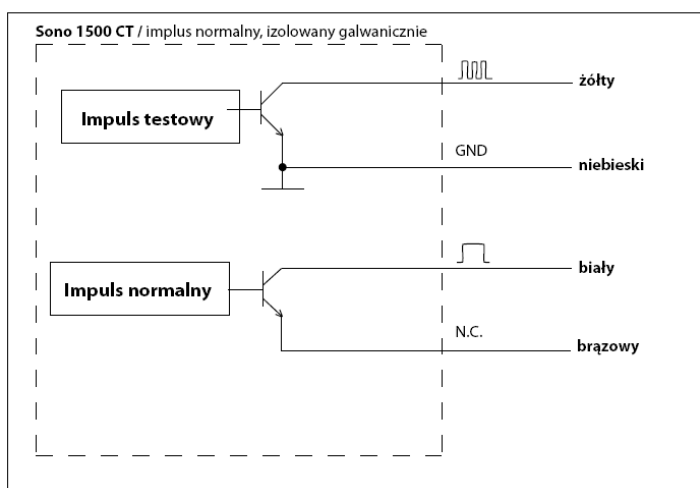 Sono 1500 CT / implus normalny, izolowany galwanicznie
żółty
Impuls testowy
GND
niebieski
biały
Impuls normalny
N.C.
brązowy